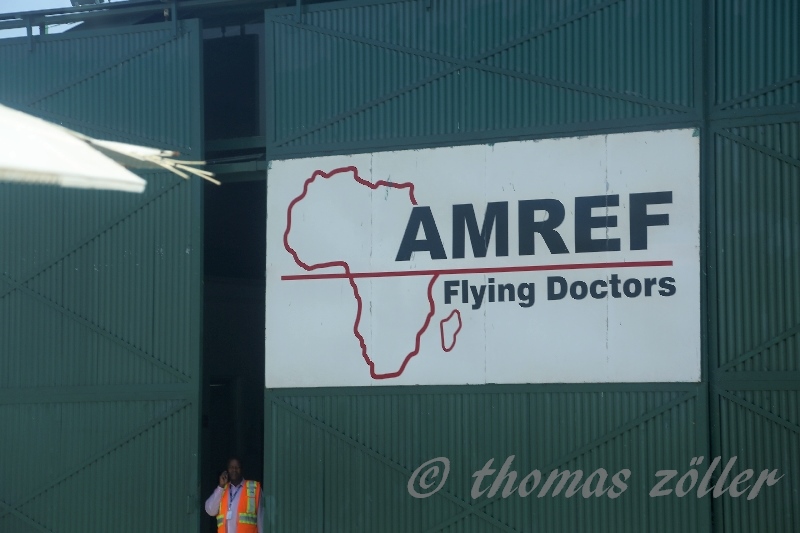 AMREF
Flying Doctors
© thomas zöller